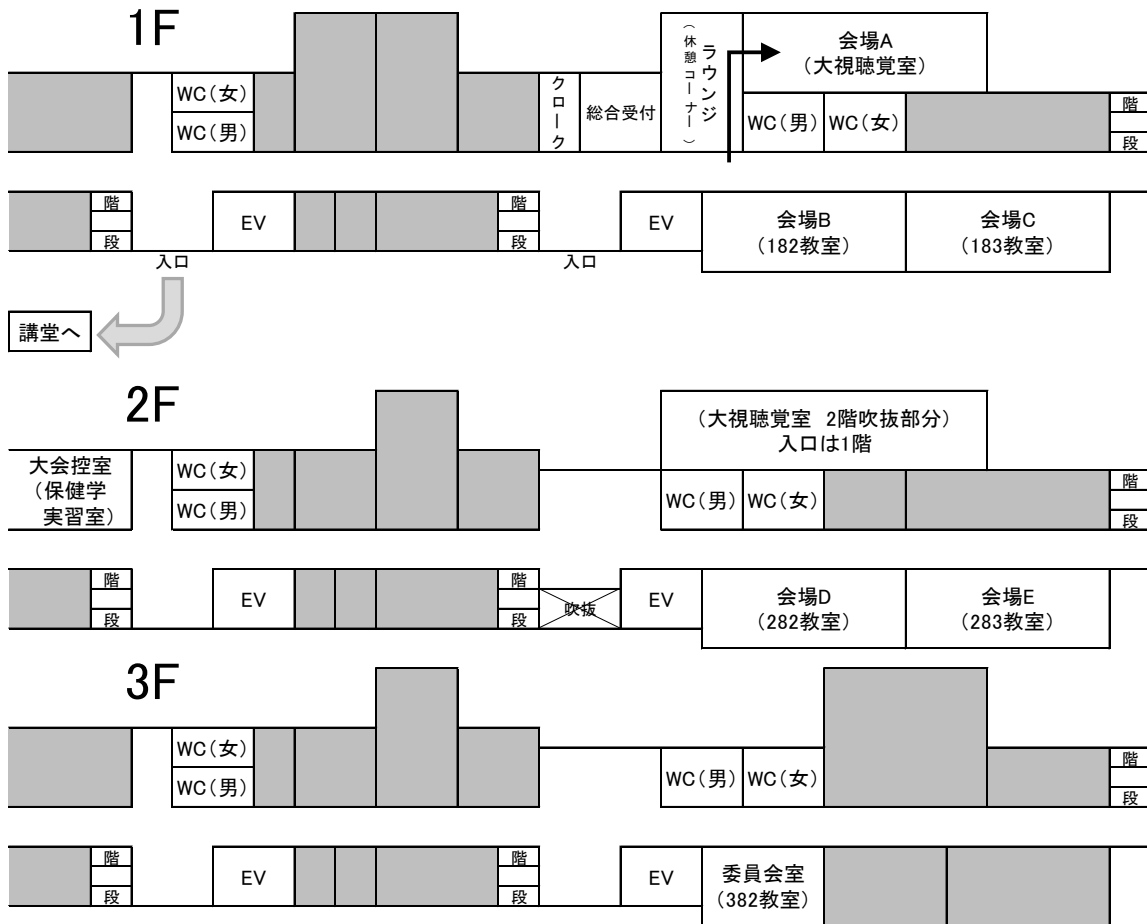 1F
WC(女)
WC(男)
クローク
総合受付
ラウンジ
(休憩コーナー)
会場A
(大視聴覚室)
WC(男)
WC(女)
階
段
階
段
EV
階
段
EV
会場B
(182教室)
会場C
(183教室)
入口
入口
講堂へ
2F
大会控室
(保健学
実習室)
WC(女)
WC(男)
(大視聴覚室 2階吹抜部分)
入口は1階
WC(男)
WC(女)
階
段
階
段
EV
階
段
吹抜
EV
会場D
(282教室)
会場E
(283教室)
3F
WC(女)
WC(男)
WC(男)
WC(女)
階
段
階
段
EV
階
段
EV
委員会室
(382教室)